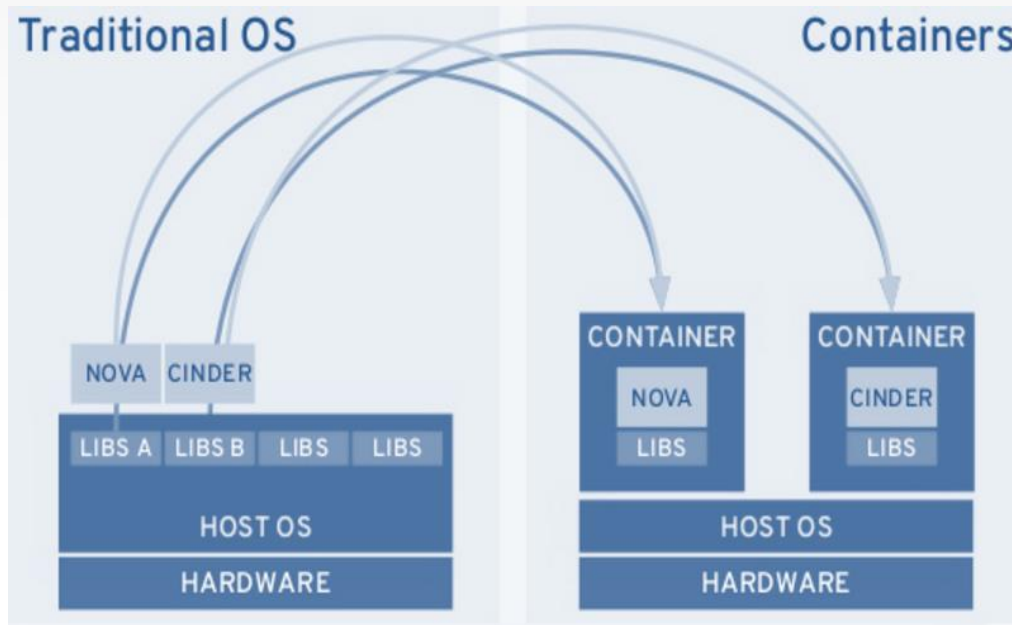 Traditional OS
Containers
NOVA
CINDER
LIBS A
LIBS B
LIBS
LIBS
HOST OS
HARDWARE
CONTAINER
NOVA
LIBS
CONTAINER
CINDER
LIBS
HOST OS
HARDWARE